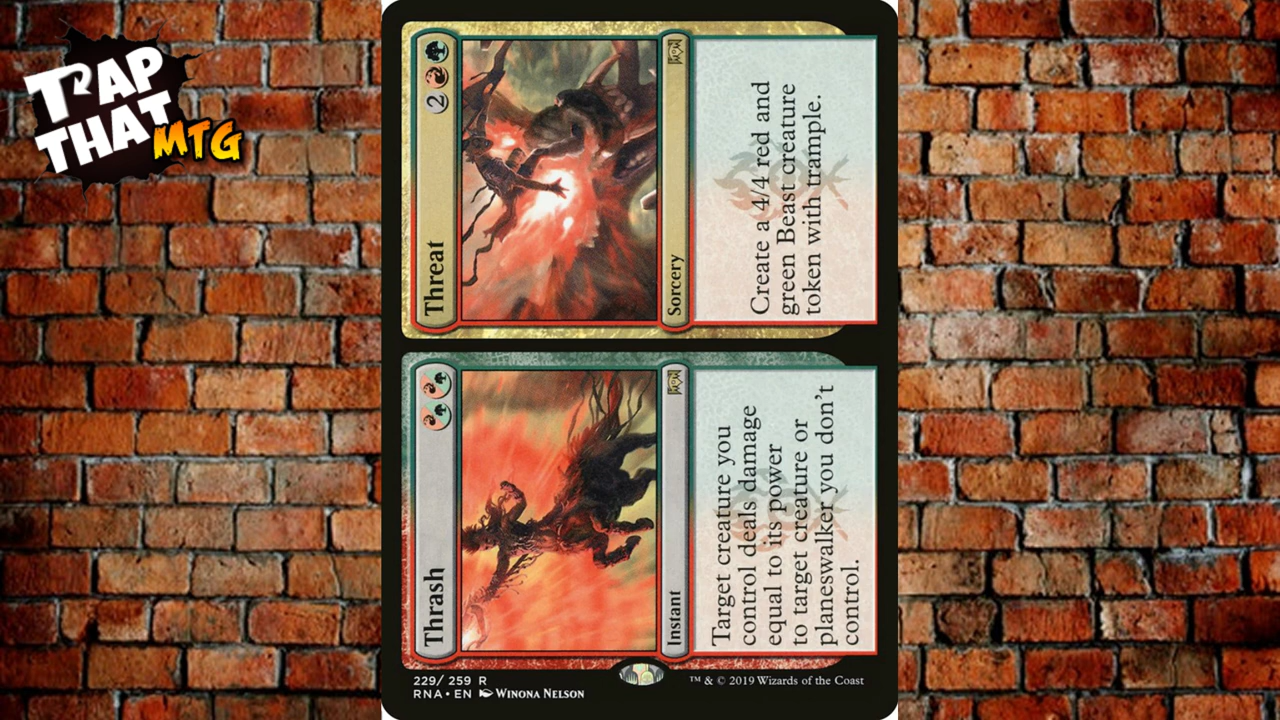 TRAP
THAT
MTG
Threat
2
Sorcery
Create a 4/4 red and
green Beast creature
token with trample.
Thrash
Instant
Target creature you
control deals damage
equal to its power
to target creature or
planeswalker you don't
control.
229/ 259 R
RNA • EN Winona Nelson
™ & © 2019 Wizards of the Coast